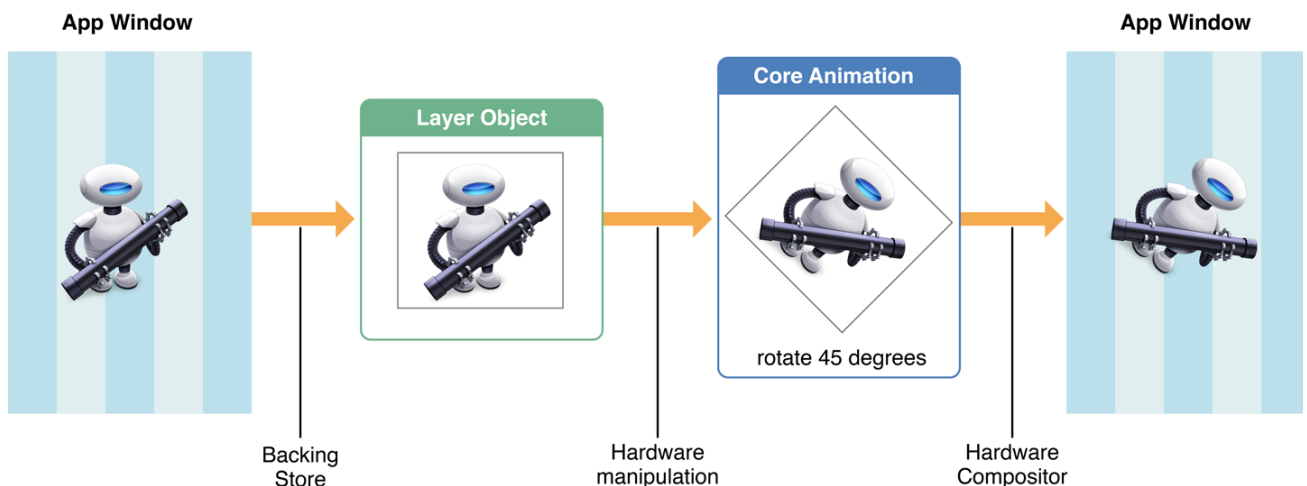 App Window
App Window
Core Animation
Layer Object
rotate 45 degrees
Backing
Store
Hardware
manipulation
Hardware
Compositor